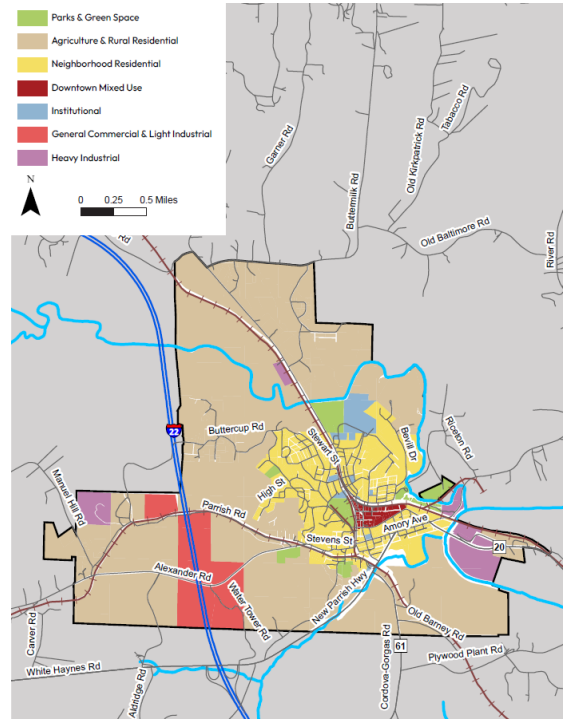 Parks & Green Space
Agriculture & Rural Residential
Neighborhood Residential
Downtown Mixed Use
Institutional
General Commercial & Light Industrial
Heavy Industrial
N
0 0.25 0.5 Miles
Garner Rd
Buttermilk Rd
Old Kirkpatrick Rd
Tabacco Rd
Old Baltimore Rd
River Rd
Rd
22
Buttercup Rd
Stewart St
Bevill Dr
Riceton Rd
High St
Manuel Hill Rd
Parrish Rd
Stevens St
Amory Ave
20
Alexander Rd
Water Tower Rd
New Parrish Hwy
Old Barney Rd
Carver Rd
White Haynes Rd
Aldridge Rd
Cordova-Gorgas Rd
61
Plywood Plant Rd